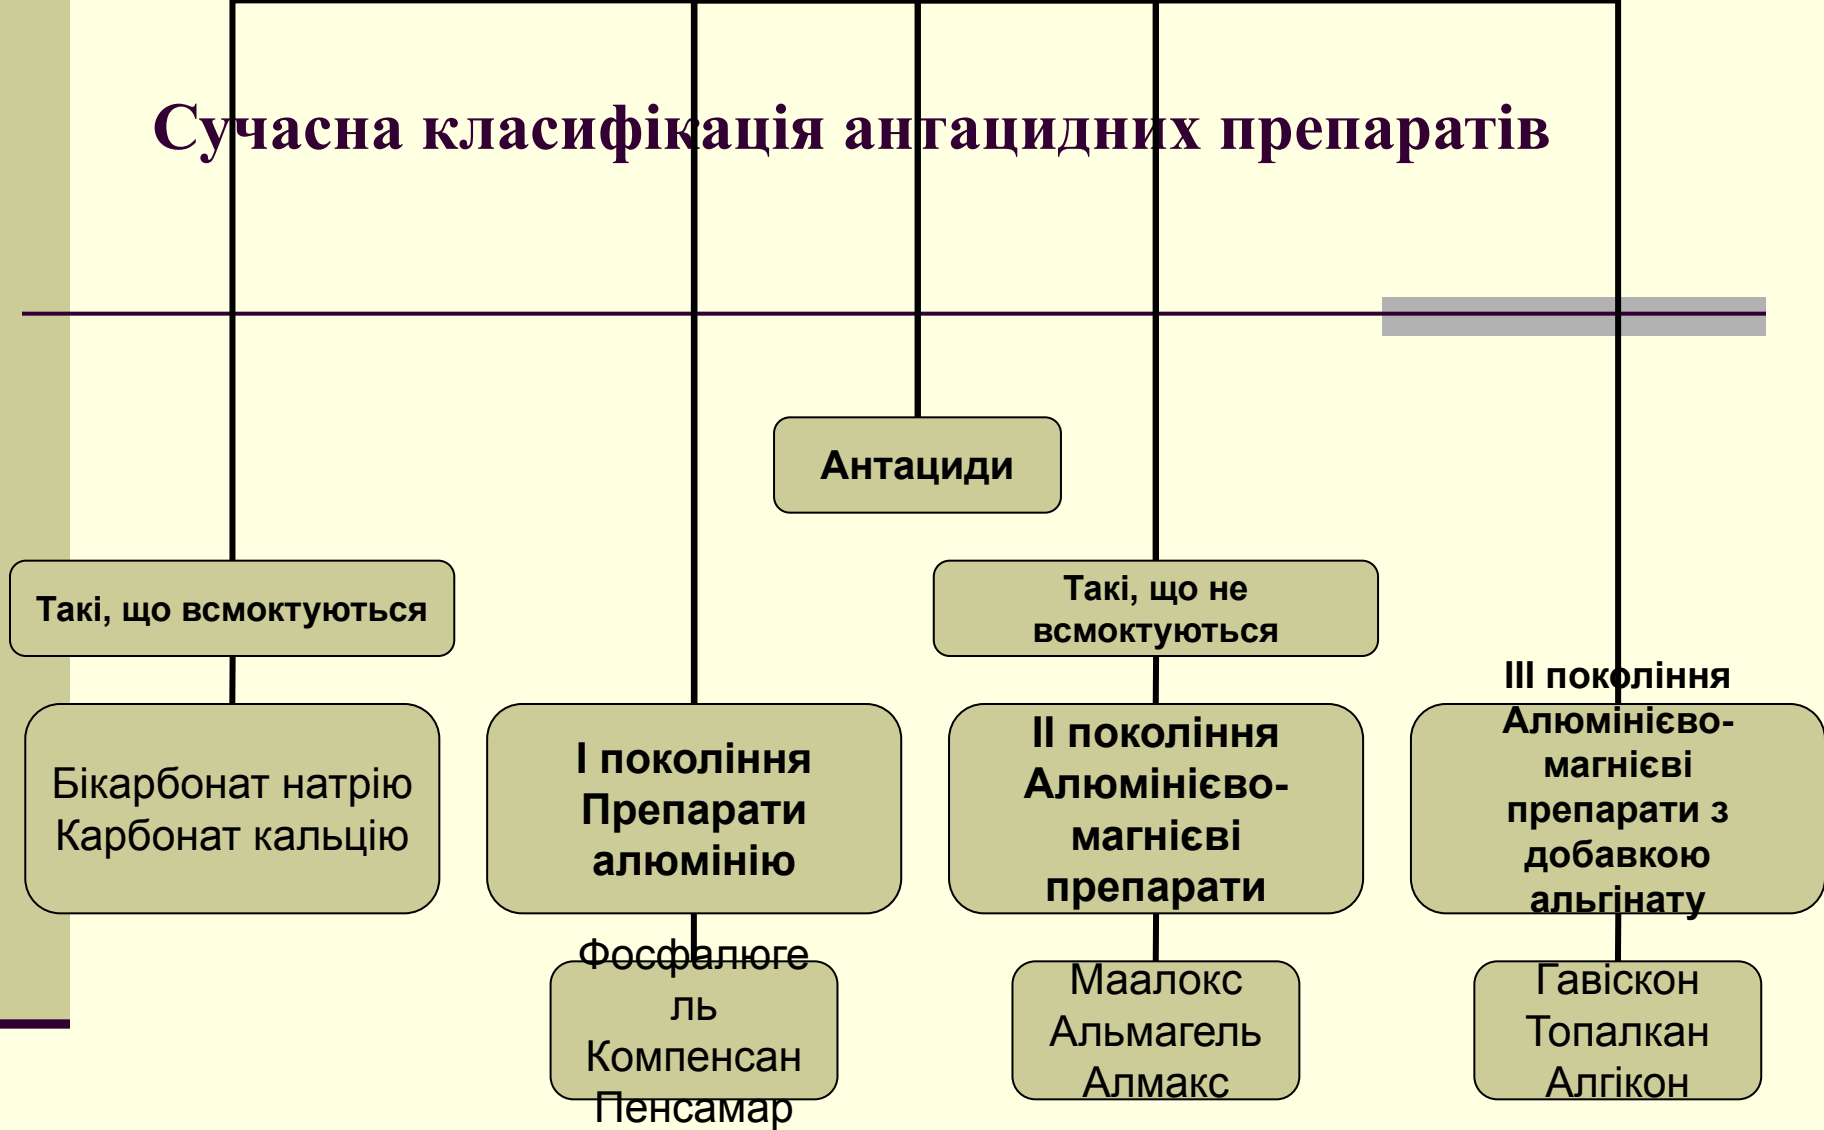 Сучасна класифікація антацидних препаратів
Антациди
Такі, що всмоктуються
Такі, що не
всмоктуються
Бікарбонат натрію
Карбонат кальцію
I покоління
Препарати
алюмінію
II покоління
Алюмінієво-
магнієві
препарати
III покоління
Алюмінієво-
магнієві
препарати з
добавкою
альгінату
Фосфалюге
ль
Компенсан
Пенсамар
Маалокс
Альмагель
Алмакс
Гавіскон
Топалкан
Алгікон